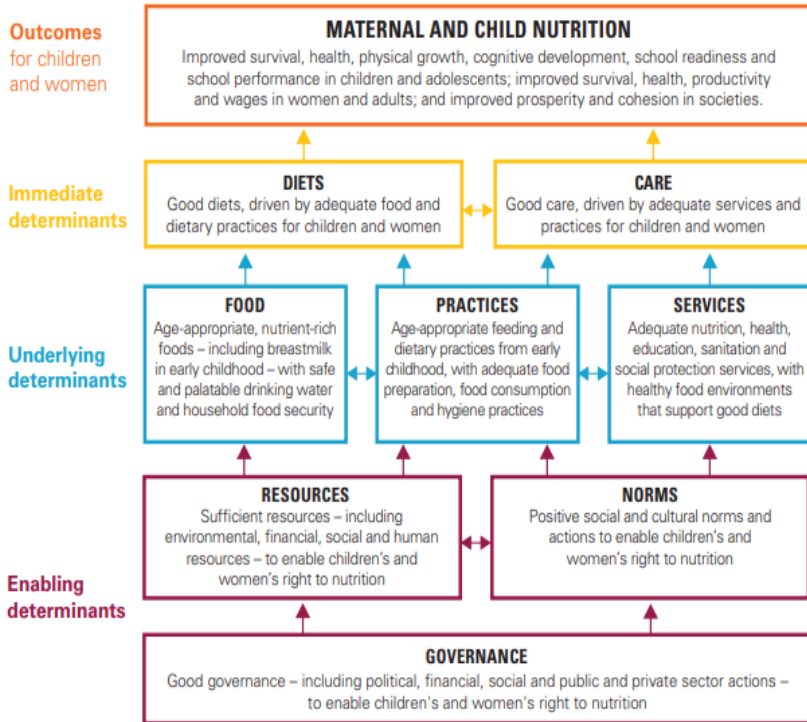 Outcomes
for children
and women
MATERNAL AND CHILD NUTRITION
Improved survival, health, physical growth, cognitive development, school readiness and
school performance in children and adolescents; improved survival, health, productivity
and wages in women and adults; and improved prosperity and cohesion in societies.
Immediate
determinants
DIETS
Good diets, driven by adequate food and
dietary practices for children and women
CARE
Good care, driven by adequate services and
practices for children and women
Underlying
determinants
FOOD
Age-appropriate, nutrient-rich
foods – including breastmilk
in early childhood – with safe
and palatable drinking water
and household food security
PRACTICES
Age-appropriate feeding and
dietary practices from early
childhood, with adequate food
preparation, food consumption
and hygiene practices
SERVICES
Adequate nutrition, health,
education, sanitation and
social protection services, with
healthy food environments
that support good diets
Enabling
determinants
RESOURCES
Sufficient resources – including
environmental, financial, social and human
resources – to enable children's and
women's right to nutrition
NORMS
Positive social and cultural norms and
actions to enable children's and
women's right to nutrition
GOVERNANCE
Good governance – including political, financial, social and public and private sector actions –
to enable children's and women's right to nutrition